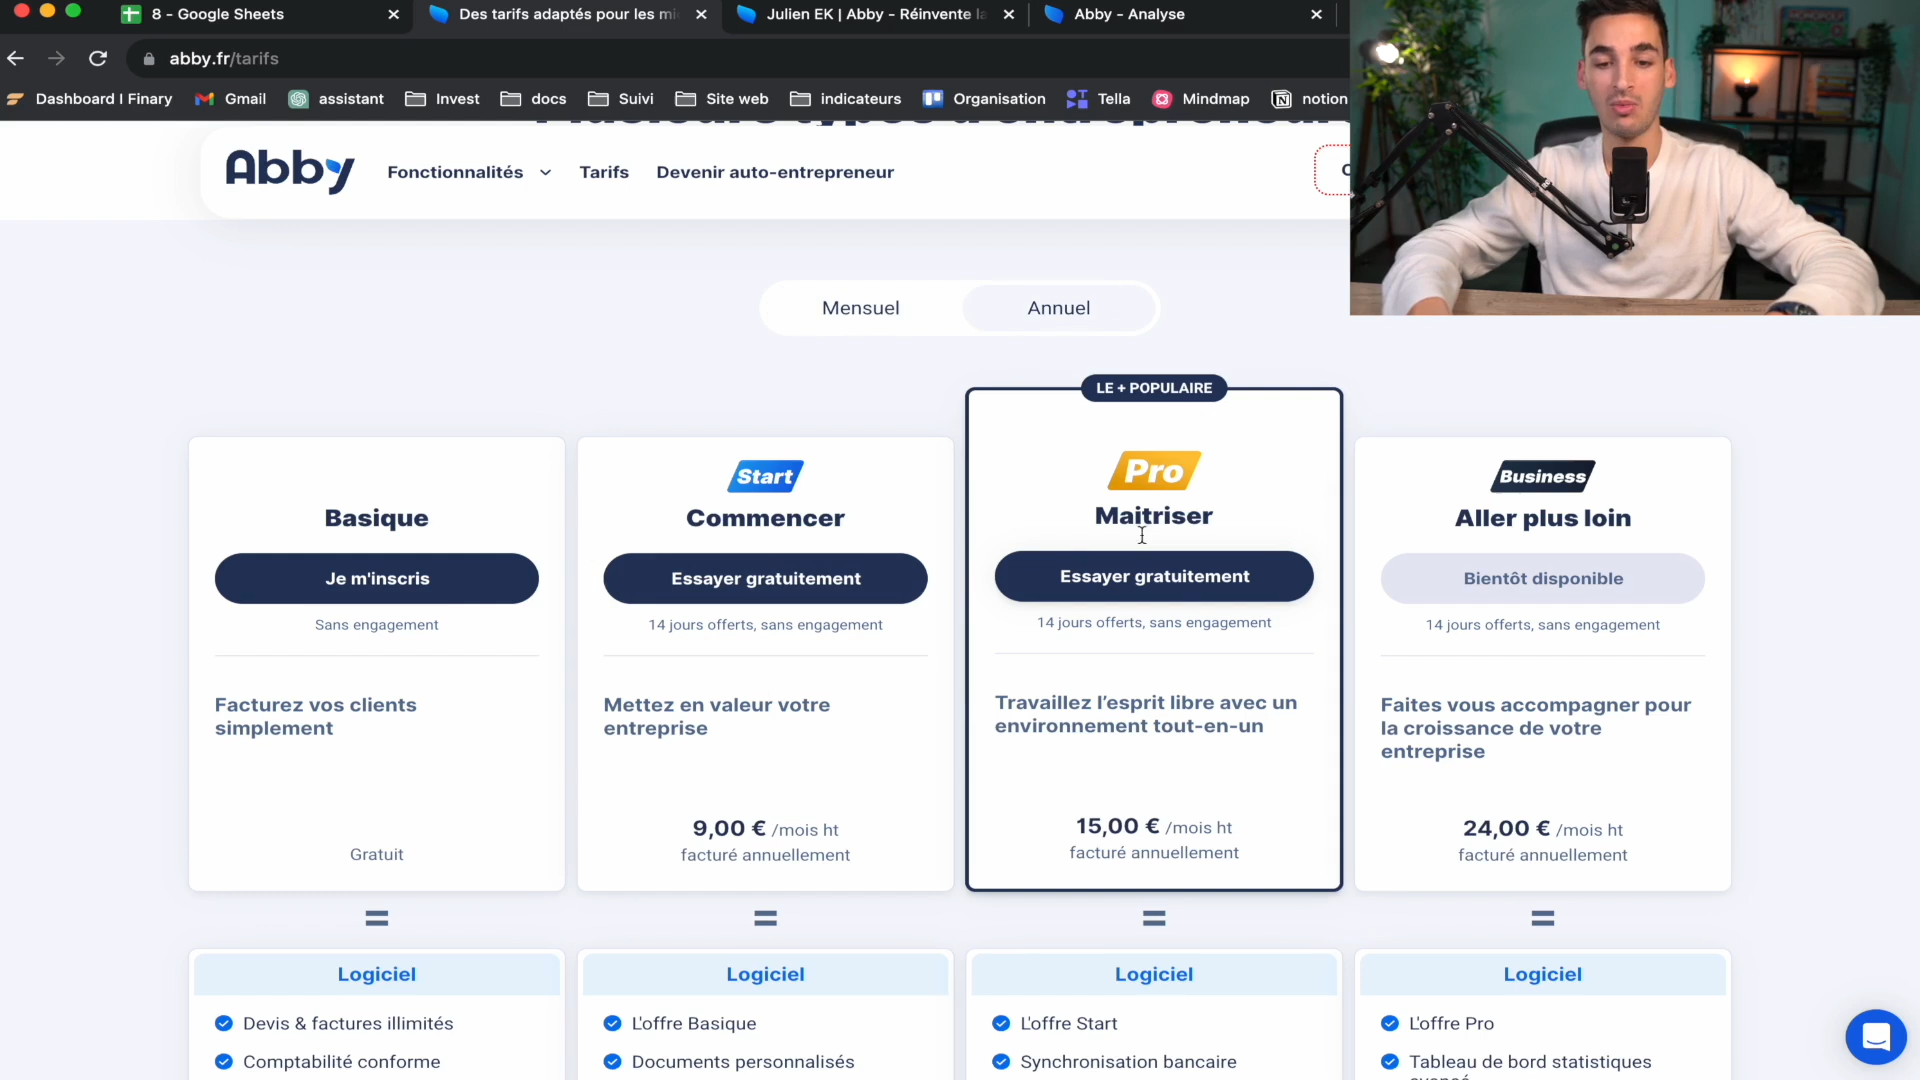 8 - Google Sheets
Des tarifs adaptés pour les mi
Julien EK | Abby - Réinvente la
Abby - Analyse
abby.fr/tarifs
Dashboard I Finary
Gmail
assistant
Invest
docs
Suivi
Site web
indicateurs
Organisation
Tella
Mindmap
notion
Plusieurs types d'entrepreneurs
Abby
Fonctionnalités
Tarifs
Devenir auto-entrepreneur
Mensuel
Annuel
LE + POPULAIRE
Basique
Je m'inscris
Sans engagement
Facturez vos clients
simplement
Gratuit
Start
Commencer
Essayer gratuitement
14 jours offerts, sans engagement
Mettez en valeur votre
entreprise
9,00 € /mois ht
facturé annuellement
Pro
Maitriser
Essayer gratuitement
14 jours offerts, sans engagement
Travaillez l'esprit libre avec un
environnement tout-en-un
15,00 € /mois ht
facturé annuellement
Business
Aller plus loin
Bientôt disponible
14 jours offerts, sans engagement
Faites vous accompagner pour
la croissance de votre
entreprise
24,00 € /mois ht
facturé annuellement
=
=
=
=
Logiciel
Devis & factures illimités
Comptabilité conforme
Logiciel
L'offre Basique
Documents personnalisés
Logiciel
L'offre Start
Synchronisation bancaire
Logiciel
L'offre Pro
Tableau de bord statistiques